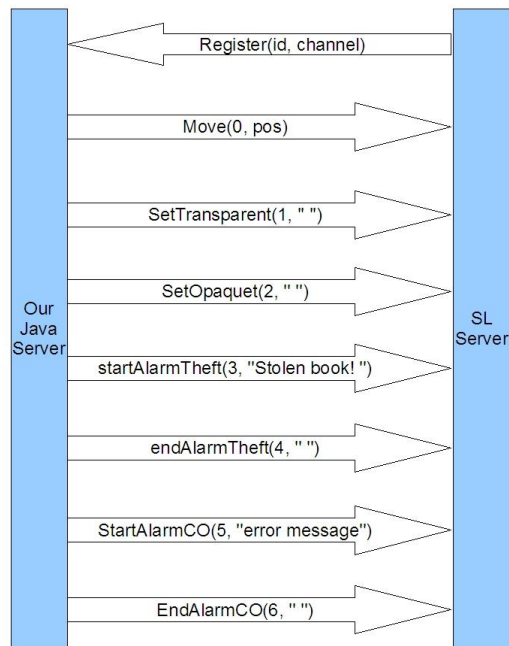 Register(id, channel)
Move(0, pos)
SetTransparent(1, " ")
SetOpaquet(2, " ")
Our
Java
Server
SL
Server
startAlarmTheft(3, "Stolen book! ")
endAlarmTheft(4, " ")
StartAlarmCO(5, "error message")
EndAlarmCO(6, " ")